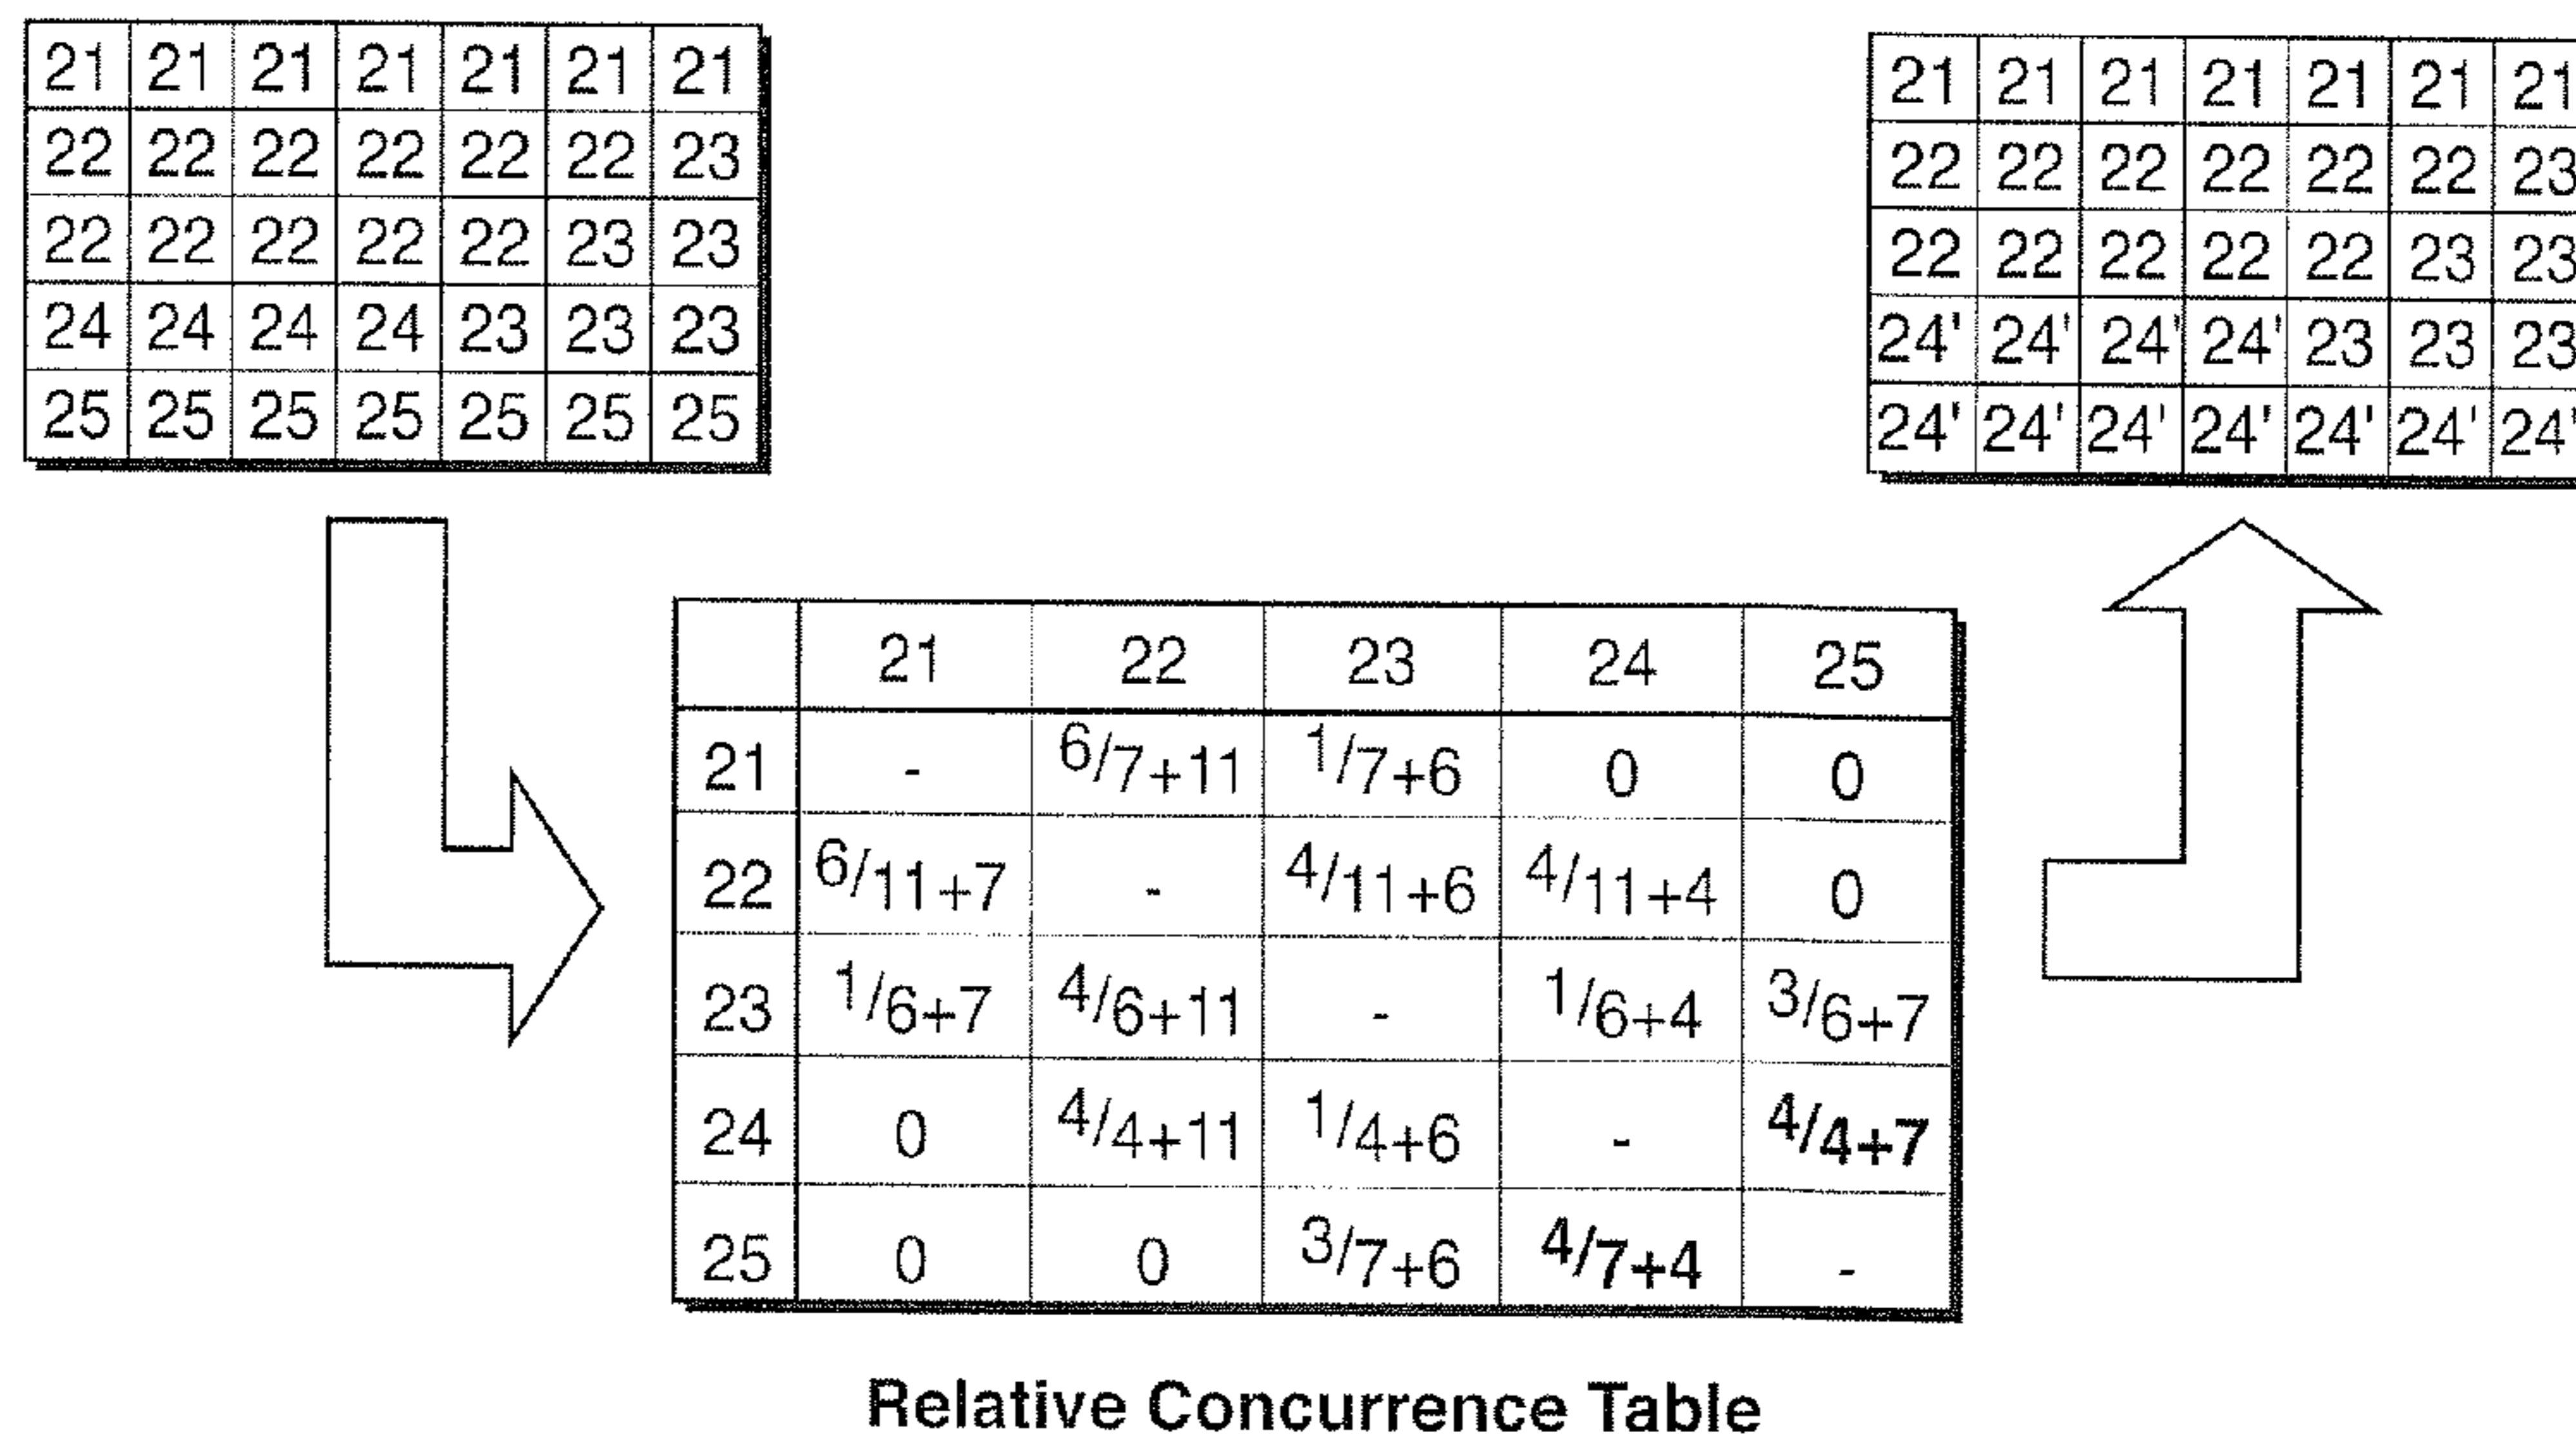 21 21 21 21 21 21 21
22 22 22 22 22 22 23
22 22 22 22 22 23 23
24 24 24 24 23 23 23
25 25 25 25 25 25 25
21 21 21 21 21 21 21
22 22 22 22 22 22 23
22 22 22 22 22 23 23
24' 24' 24' 24' 23 23 23
24' 24' 24' 24' 24' 24' 24'
21 22 23 24 25
21 - 6/7+11 1/7+6 0 0
22 6/11+7 - 4/11+6 4/11+4 0
23 1/6+7 4/6+11 - 1/6+4 3/6+7
24 0 4/4+11 1/4+6 - 4/4+7
25 0 0 3/7+6 4/7+4 -
Relative Concurrence Table